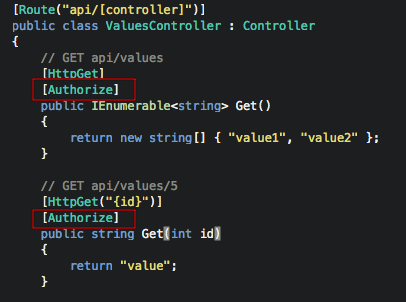 [Route("api/[controller]")]
public class ValuesController : Controller
{
// GET api/values
[HttpGet]
[Authorize]
public IEnumerable<string> Get()
{
return new string[] { "value1", "value2" };
}
// GET api/values/5
[HttpGet("{id}")]
[Authorize]
public string Get(int id)
{
return "value";
}